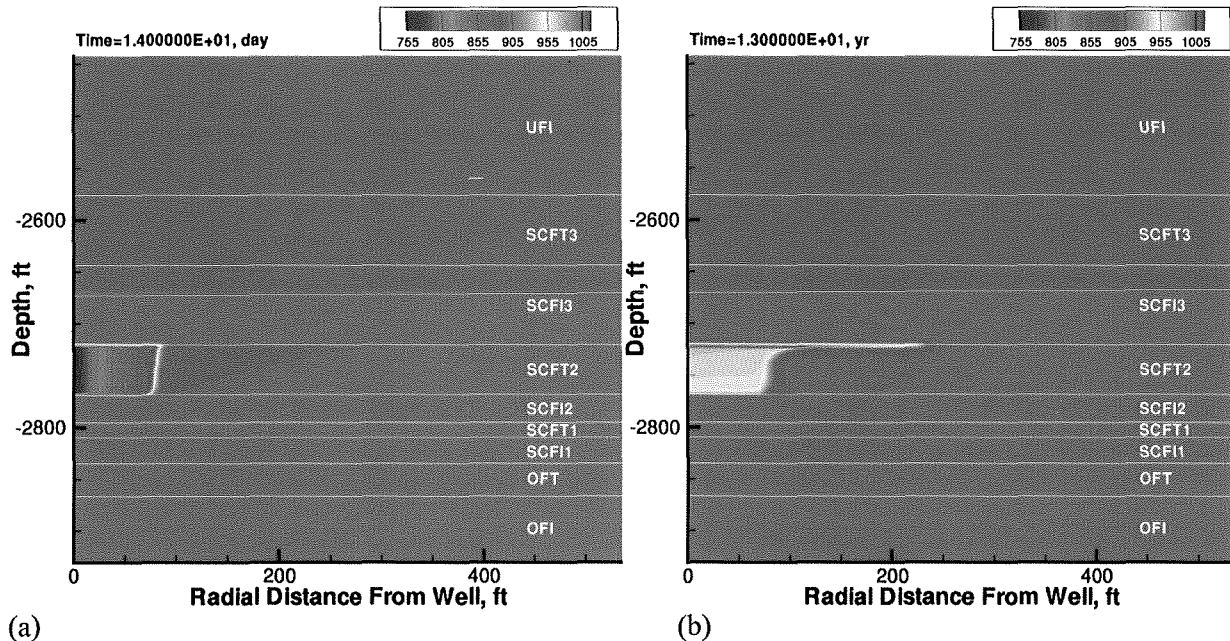 755 805 855 905 955 1005
Time=1.400000E+01, day
UFI
SCFT3
SCFI3
SCFT2
SCFI2
SCFT1
SCFI1
OFT
OFI
-2600
-2800
Depth, ft
0 200 400
Radial Distance From Well, ft
(a)
755 805 855 905 955 1005
Time=1.300000E+01, yr
UFI
SCFT3
SCFI3
SCFT2
SCFI2
SCFT1
SCFI1
OFT
OFI
-2600
-2800
Depth, ft
0 200 400
Radial Distance From Well, ft
(b)